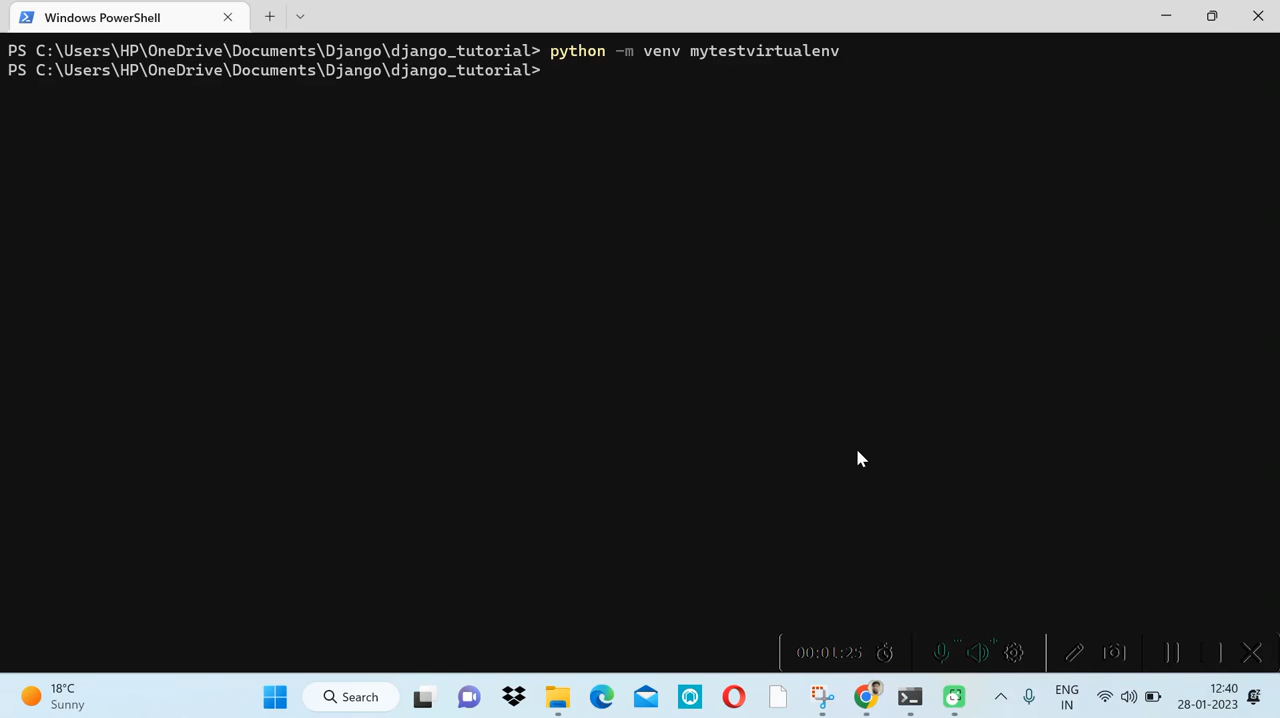 Windows PowerShell
PS C:\Users\HP\OneDrive\Documents\Django\django_tutorial> python -m venv mytestvirtualenv
PS C:\Users\HP\OneDrive\Documents\Django\django_tutorial>
00:01:25
18°C
Sunny
Search
ENG
IN
12:40
28-01-2023